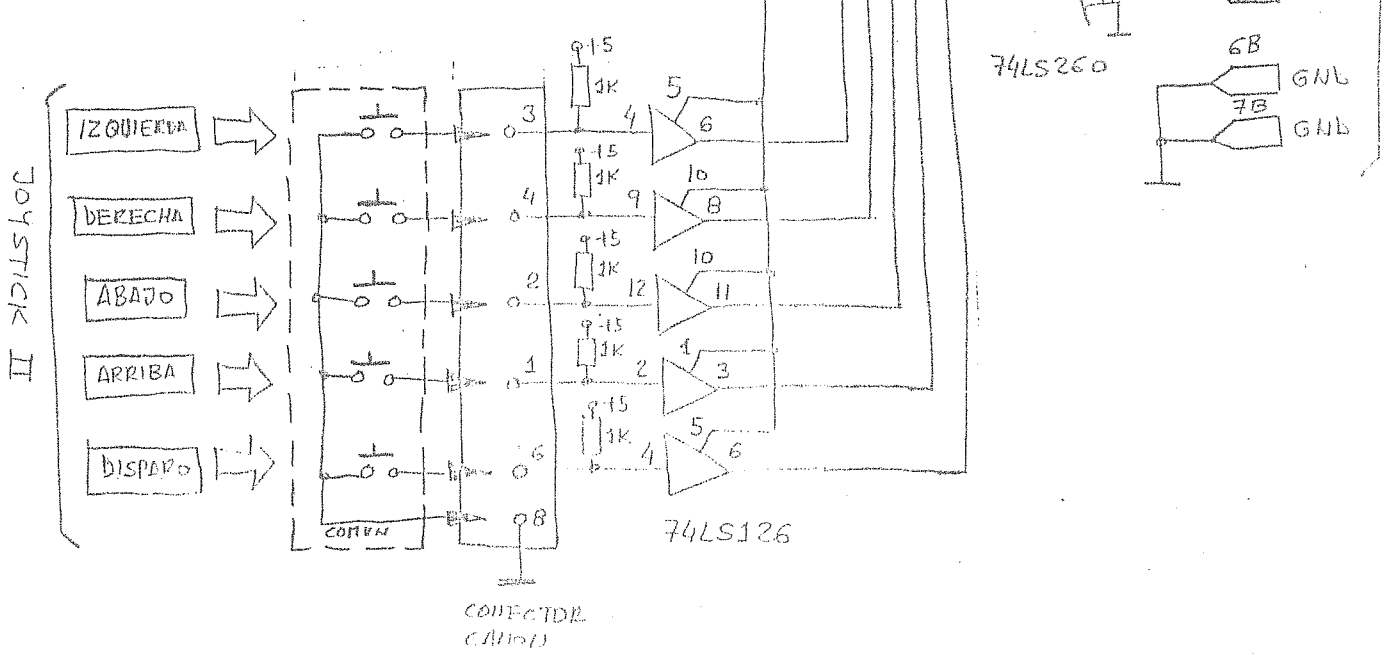 JOYSTICK II
IZQUIERDA
DERECHA
ABAJO
ARRIBA
DISPARO
COMUN
3
4
2
1
6
8
CONECTOR
CANON
+5
1K
4
5
6
+5
1K
9
10
8
+5
1K
12
10
11
+5
1K
2
1
3
+5
1K
4
5
6
74LS126
74LS260
6B
GND
7B
GND